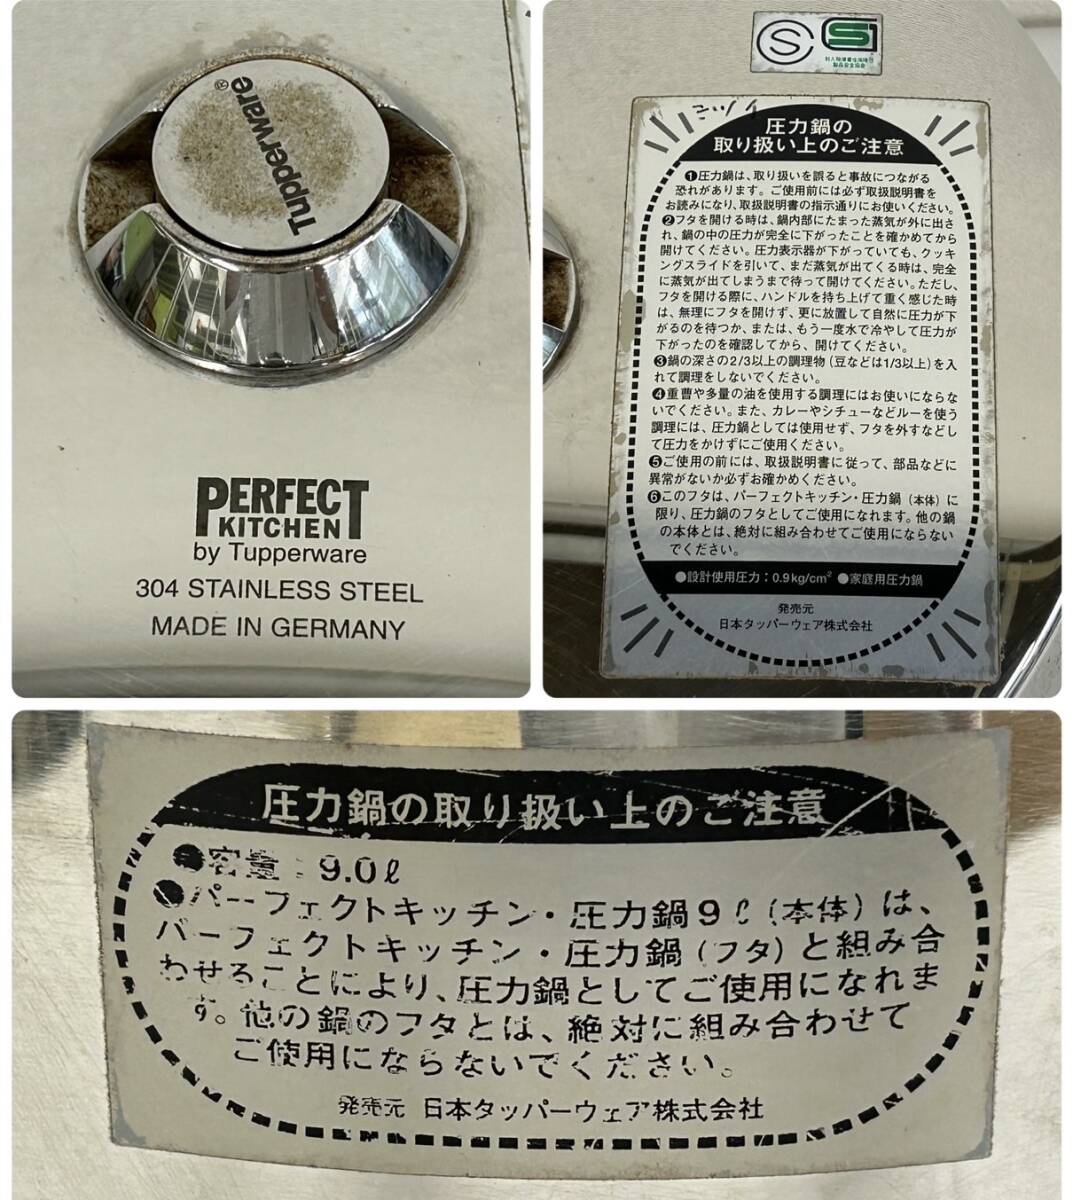 Tupperware®
PERFECT
KITCHEN
by Tupperware
304 STAINLESS STEEL
MADE IN GERMANY
圧力鍋の
取り扱い上のご注意
❶圧力鍋は、取り扱いを誤ると事故につながる
恐れがあります。ご使用前には必ず取扱説明書を
お読みになり、取扱説明書の指示通りにお使いください。
❷フタを開ける時は、鍋内部にたまった蒸気が外に出さ
れ、鍋の中の圧力が完全に下がったことを確かめてから
開けてください。圧力表示器が下がっていても、クッキ
ングスライドを引いて、まだ蒸気が出てくる時は、完全
に蒸気が出てしまうまで待って開けてください。ただし、
フタを開ける際に、ハンドルを持ち上げて重く感じた時
は、無理にフタを開けず、更に放置して自然に圧力が下
がるのを待つか、または、もう一度水で冷やして圧力が
下がったのを確認してから、開けてください。
❸鍋の深さの2/3以上の調理物（豆などは1/3以上）を入
れて調理をしないでください。
❹重曹や多量の油を使用する調理にはお使いにならな
いでください。また、カレーやシチューなどルーを使う
調理には、圧力鍋としては使用せず、フタを外すなどし
て圧力をかけずにご使用ください。
❺ご使用の前には、取扱説明書に従って、部品などに
異常がないか必ずお確かめください。
❻このフタは、パーフェクトキッチン・圧力鍋（本体）に
限り、圧力鍋のフタとしてご使用になれます。他の鍋
の本体とは、絶対に組み合わせてご使用にならない
でください。
●設計使用圧力：0.9kg/cm² ●家庭用圧力鍋
発売元
日本タッパーウェア株式会社
圧力鍋の取り扱い上のご注意
●容量：9.0ℓ
●パーフェクトキッチン・圧力鍋9ℓ（本体）は、
パーフェクトキッチン・圧力鍋（フタ）と組み合
わせることにより、圧力鍋としてご使用になれま
す。他の鍋のフタとは、絶対に組み合わせて
ご使用にならないでください。
発売元 日本タッパーウェア株式会社